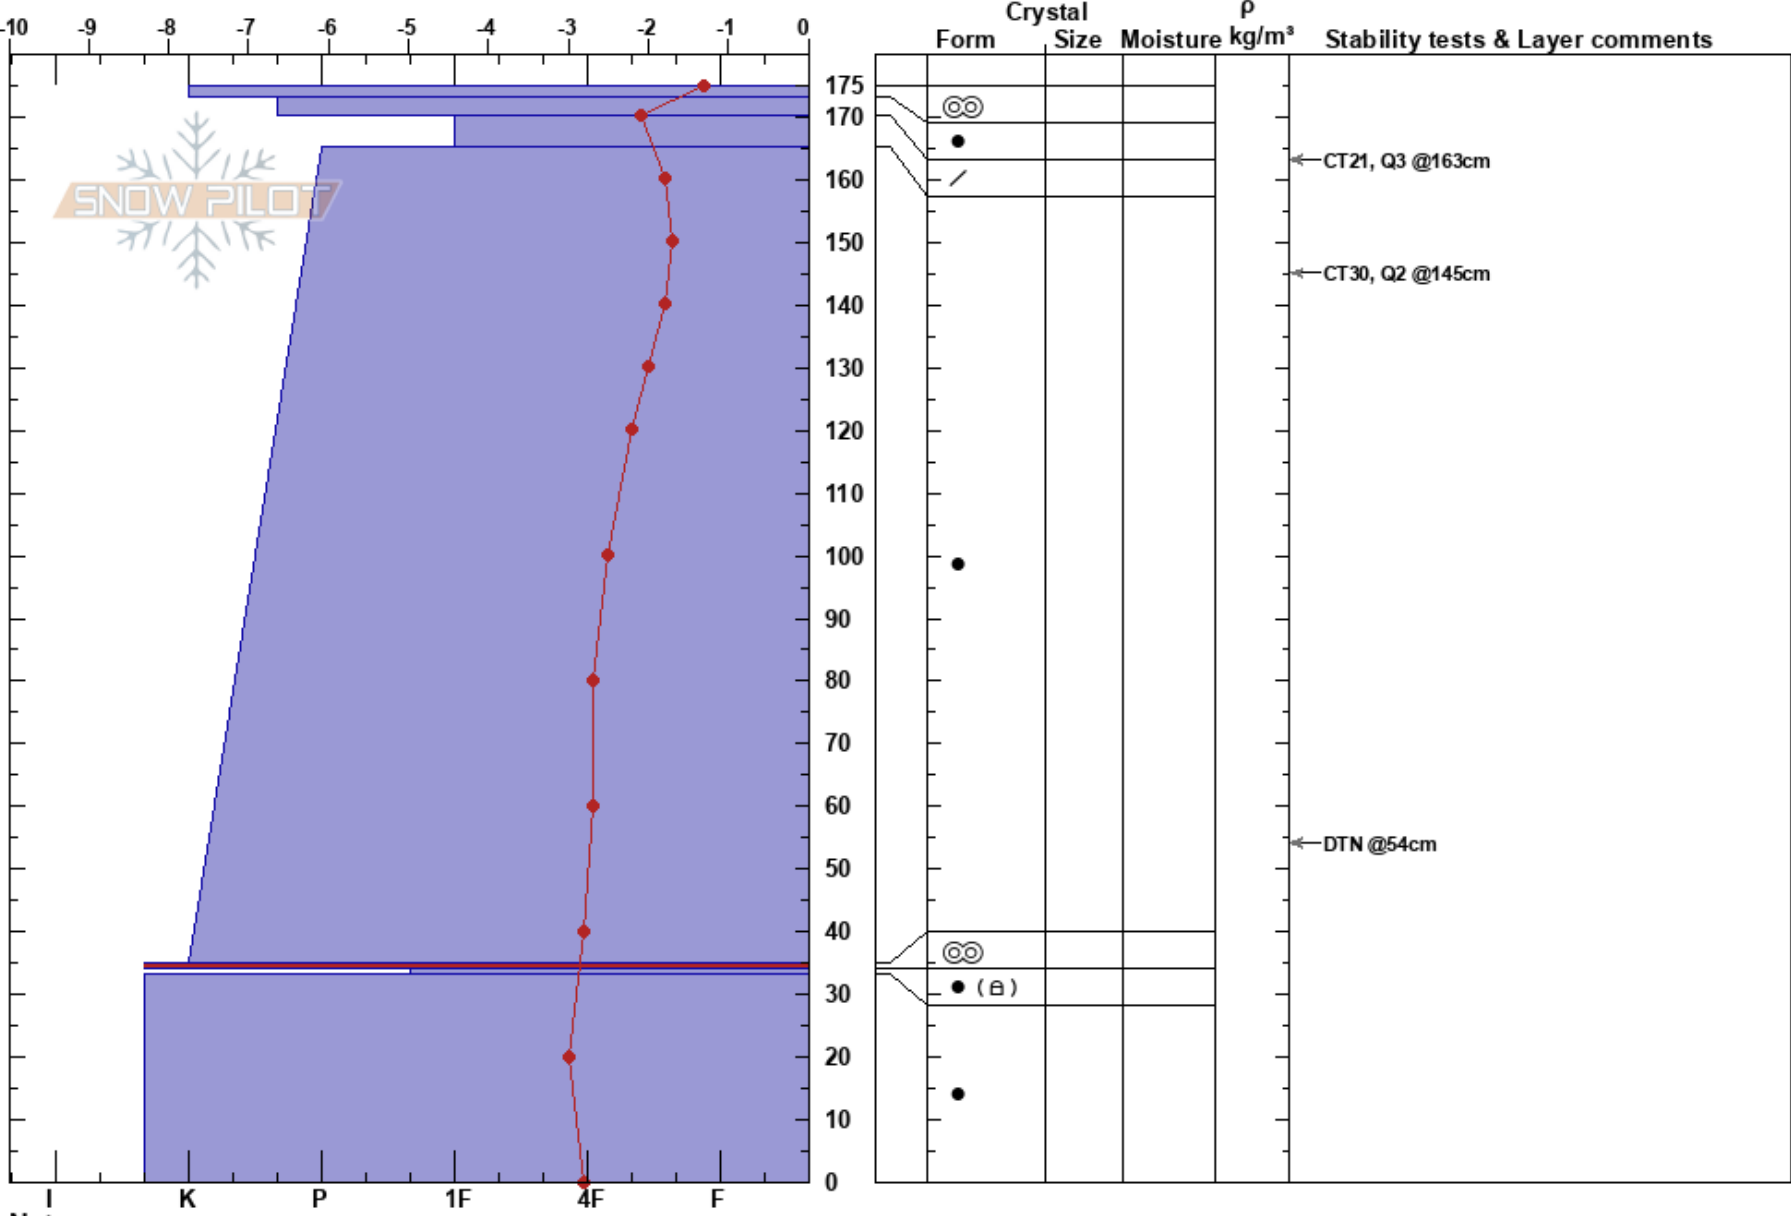 Crystal ρ
-10 -9 -8 -7 -6 -5 -4 -3 -2 -1 0 Form Size Moisture kg/m³ Stability tests & Layer comments
175
170
CT21, Q3 @163cm
160
SNOW PILOT
150
CT30, Q2 @145cm
140
130
120
110
100
90
80
70
60
DTN @54cm
50
40
30
20
10
0
I K P 1F 4F F